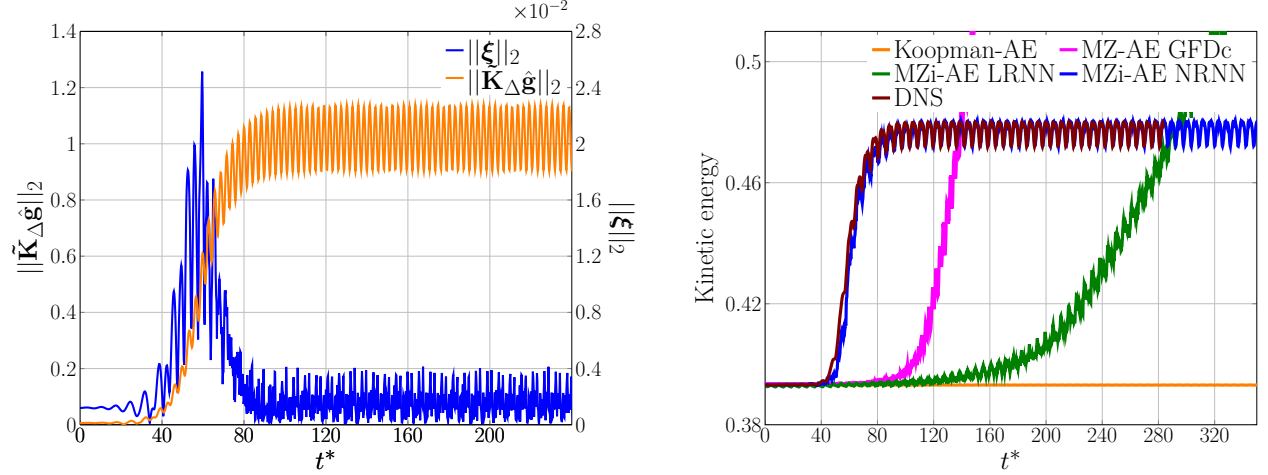 ×10⁻²
1.4
1.2
1
0.8
0.6
0.4
0.2
0
2.8
2.4
2.0
1.6
1.2
0.8
0.4
0
||ξ||₂
||K̃_Δĝ||₂
||K̃_Δĝ||₂
||ξ||₂
0 40 80 120 160 200
t*
0.5
0.46
0.42
0.38
Kinetic energy
Koopman-AE MZ-AE GFDc
MZi-AE LRNN MZi-AE NRNN
DNS
0 40 80 120 160 200 240 280 320
t*